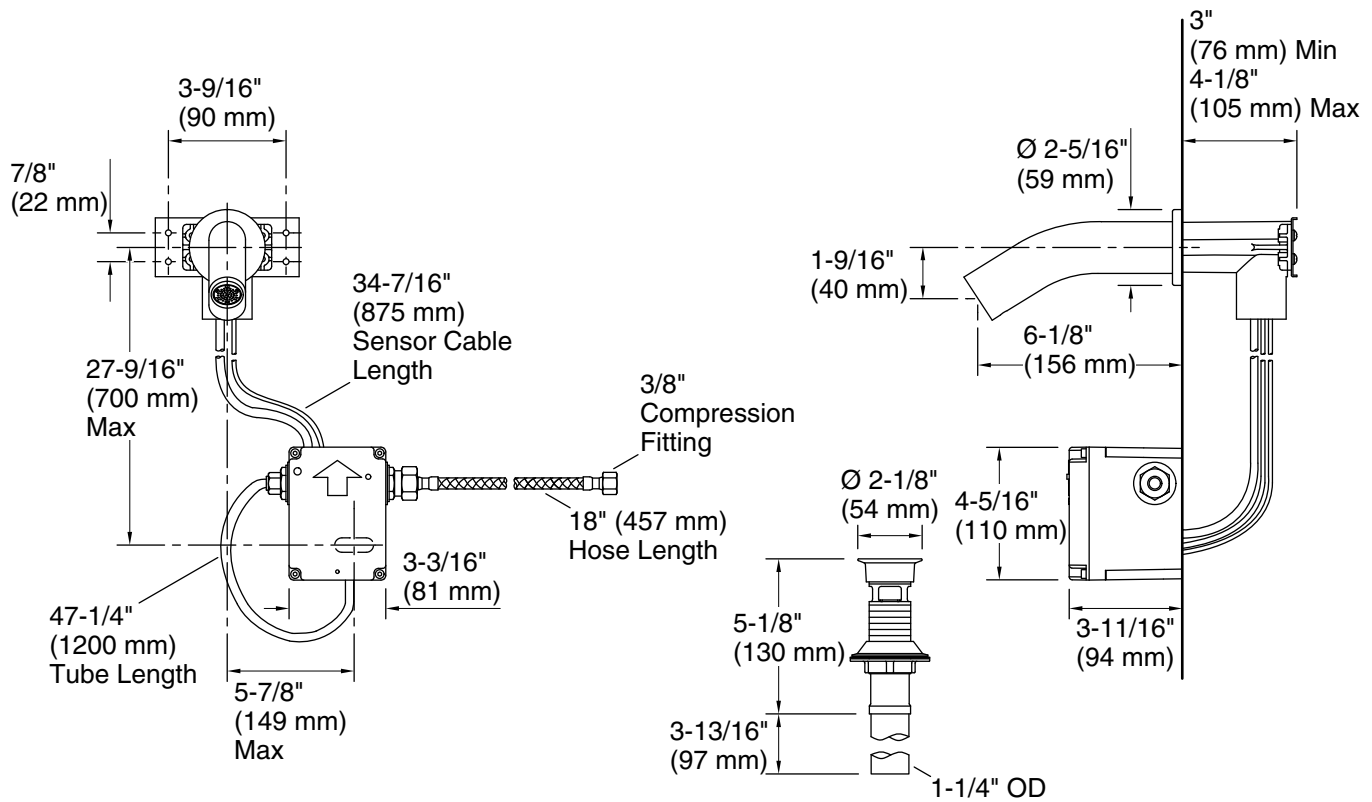 3-9/16"
(90 mm)
7/8"
(22 mm)
34-7/16"
(875 mm)
Sensor Cable
Length
27-9/16"
(700 mm)
Max
3/8"
Compression
Fitting
18" (457 mm)
Hose Length
3-3/16"
(81 mm)
47-1/4"
(1200 mm)
Tube Length
5-7/8"
(149 mm)
Max
3"
(76 mm) Min
4-1/8"
(105 mm) Max
Ø 2-5/16"
(59 mm)
1-9/16"
(40 mm)
6-1/8"
(156 mm)
Ø 2-1/8"
(54 mm)
4-5/16"
(110 mm)
3-11/16"
(94 mm)
5-1/8"
(130 mm)
3-13/16"
(97 mm)
1-1/4" OD